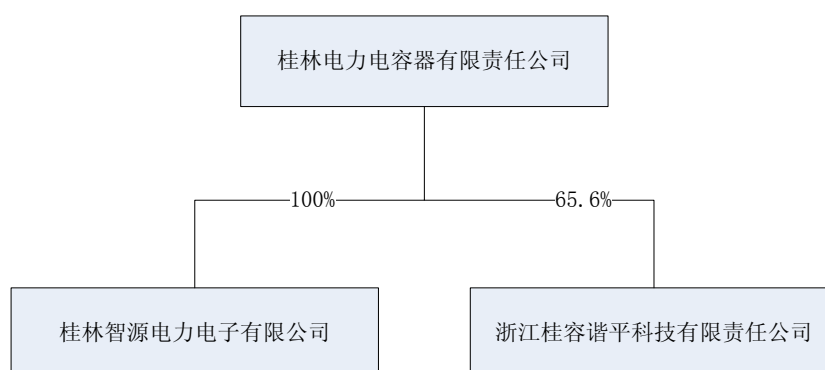 桂林电力电容器有限责任公司
100%
65.6%
桂林智源电力电子有限公司
浙江桂容谐平科技有限责任公司